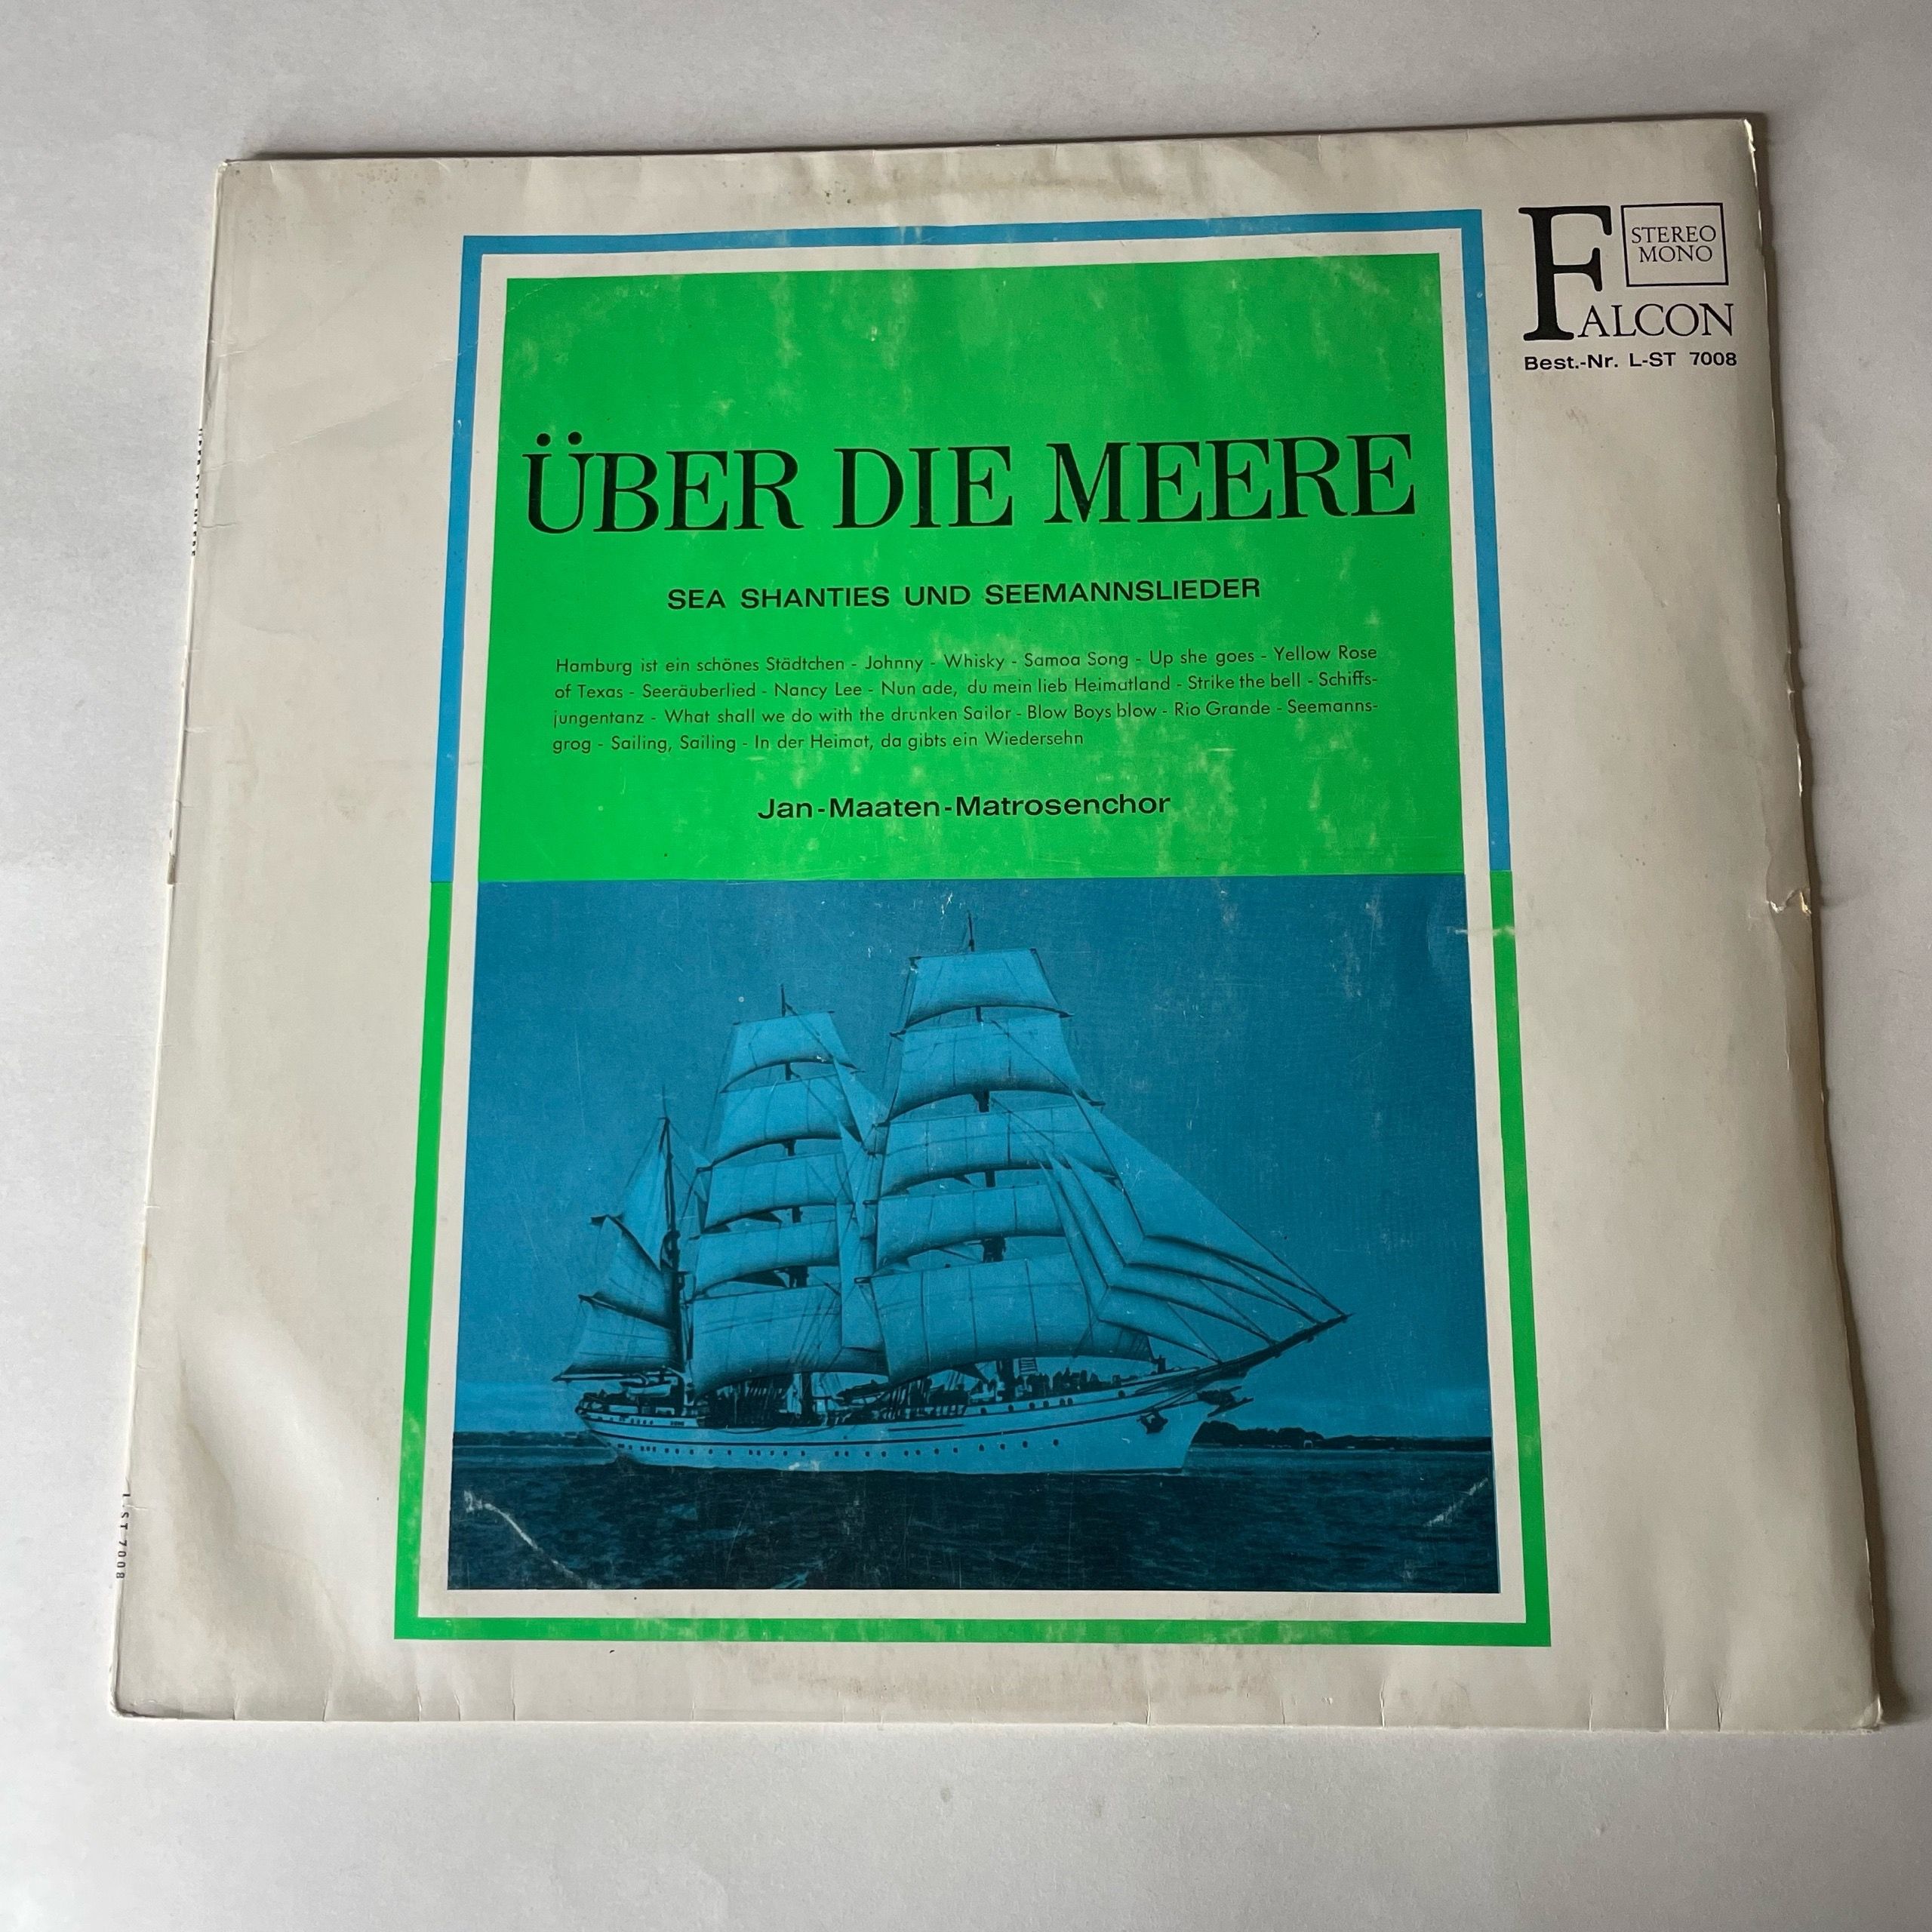 STEREO
MONO
FALCON
Best.-Nr. L-ST 7008
ÜBER DIE MEERE
SEA SHANTIES UND SEEMANNSLIEDER
Hamburg ist ein schönes Städtchen - Johnny - Whisky - Samoa Song - Up she goes - Yellow Rose
of Texas - Seeräuberlied - Nancy Lee - Nun ade, du mein lieb Heimatland - Strike the bell - Schiffs-
jungentanz - What shall we do with the drunken Sailor - Blow Boys blow - Rio Grande - Seemanns-
grog - Sailing, Sailing - In der Heimat, da gibts ein Wiedersehn
Jan-Maaten-Matrosenchor
L-ST 7008